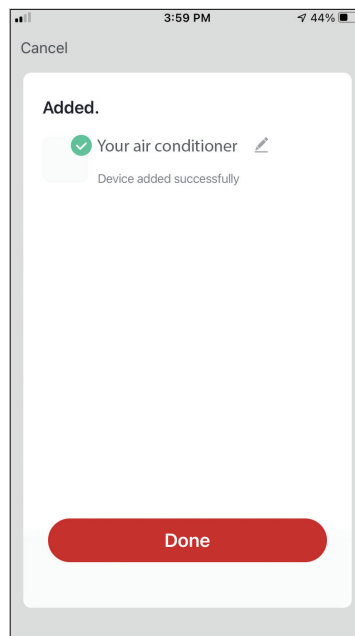 3:59 PM
44%
Cancel
Added.
Your air conditioner
Device added successfully
Done